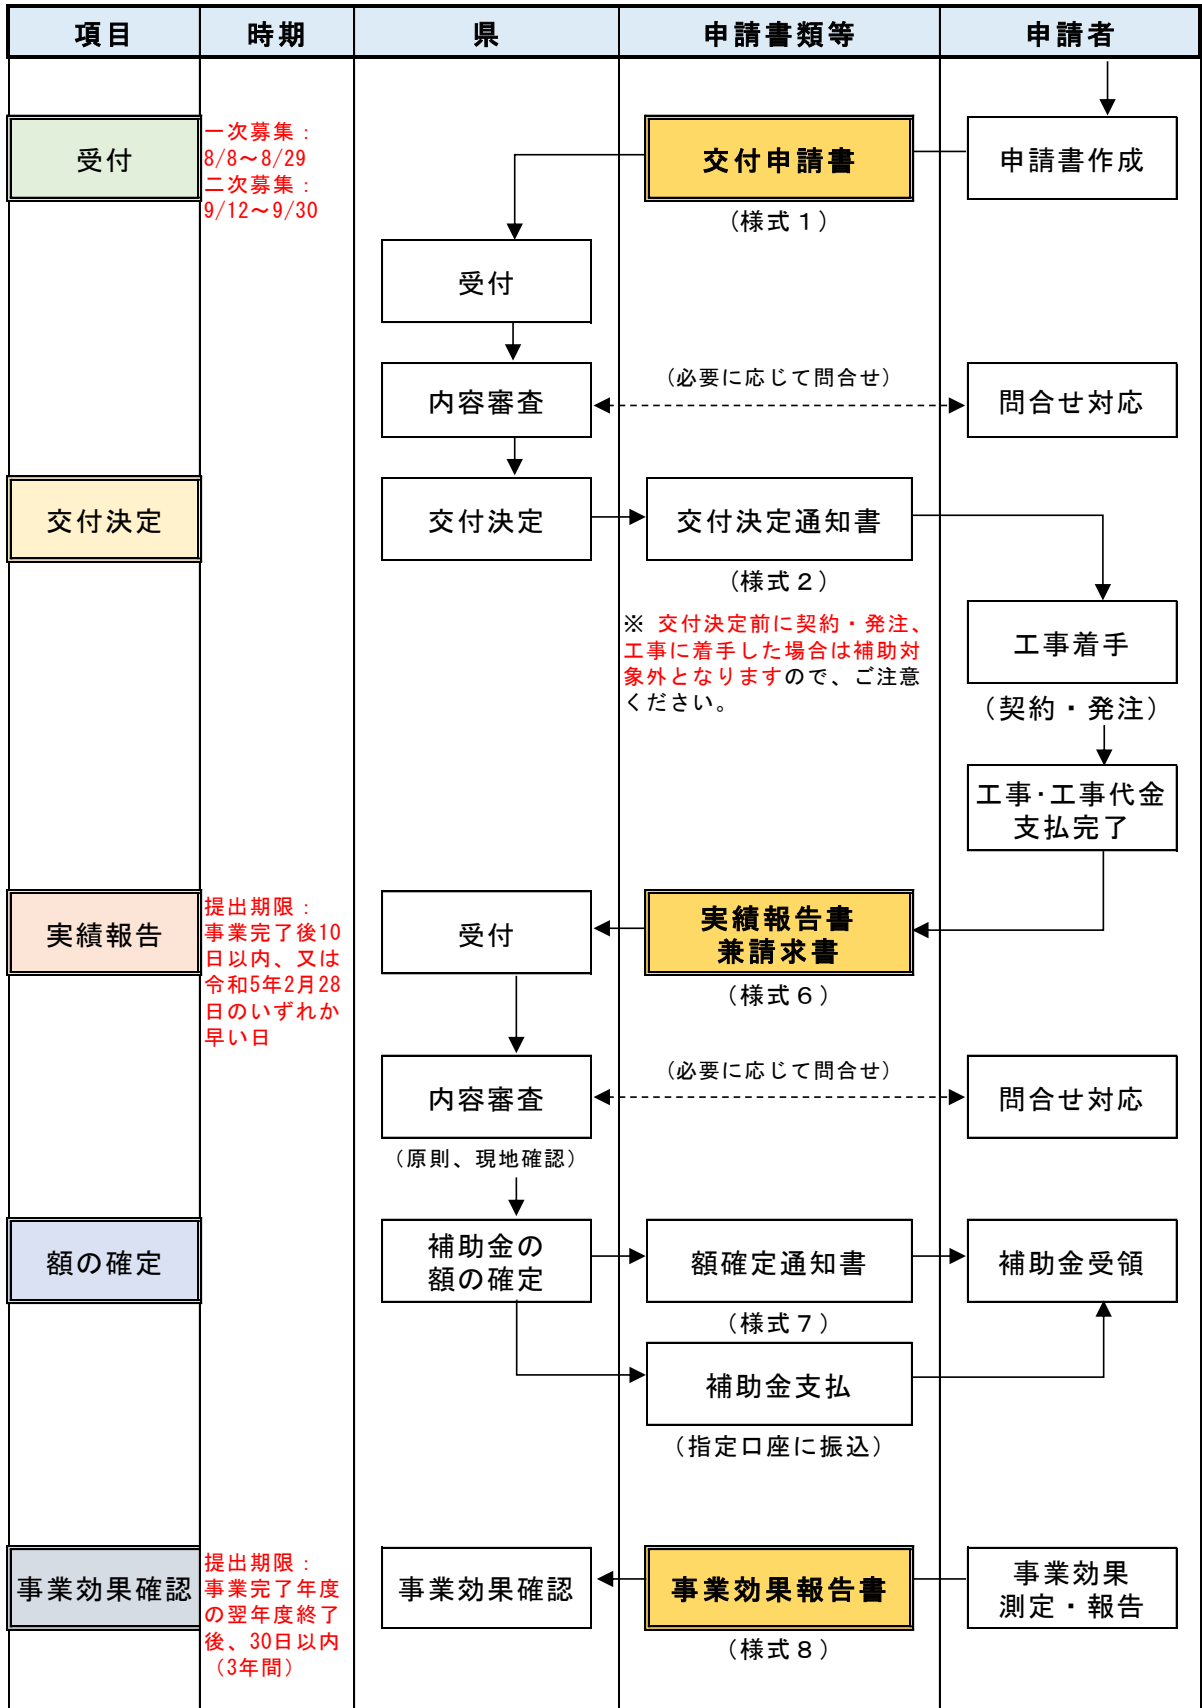 項目
時期
県
申請書類等
申請者
受付
一次募集：
8/8～8/29
二次募集：
9/12～9/30
交付申請書
（様式１）
申請書作成
受付
内容審査
（必要に応じて問合せ）
問合せ対応
交付決定
交付決定
交付決定通知書
（様式２）
※ 交付決定前に契約・発注、
工事に着手した場合は補助対
象外となりますので、ご注意
ください。
工事着手
（契約・発注）
工事･工事代金
支払完了
実績報告
提出期限：
事業完了後10
日以内、又は
令和5年2月28
日のいずれか
早い日
受付
実績報告書
兼請求書
（様式６）
内容審査
（原則、現地確認）
（必要に応じて問合せ）
問合せ対応
額の確定
補助金の
額の確定
額確定通知書
（様式７）
補助金受領
補助金支払
（指定口座に振込）
事業効果確認
提出期限：
事業完了年度
の翌年度終了
後、30日以内
（3年間）
事業効果確認
事業効果報告書
（様式８）
事業効果
測定・報告